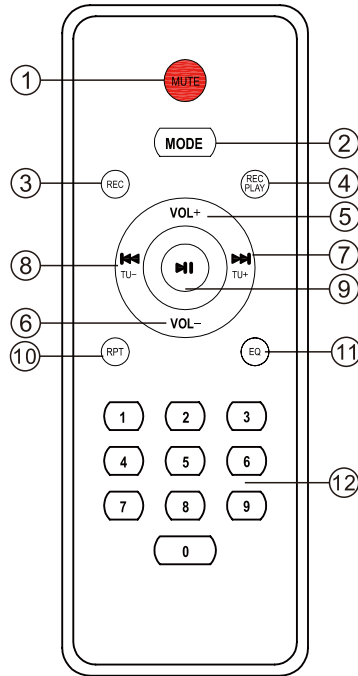 ① MUTE
MODE ②
③ REC REC PLAY ④
VOL+ ⑤
⑧ TU− TU+ ⑦
⑨
⑥ VOL−
⑩ RPT EQ ⑪
1 2 3
4 5 6
⑫
7 8 9
0